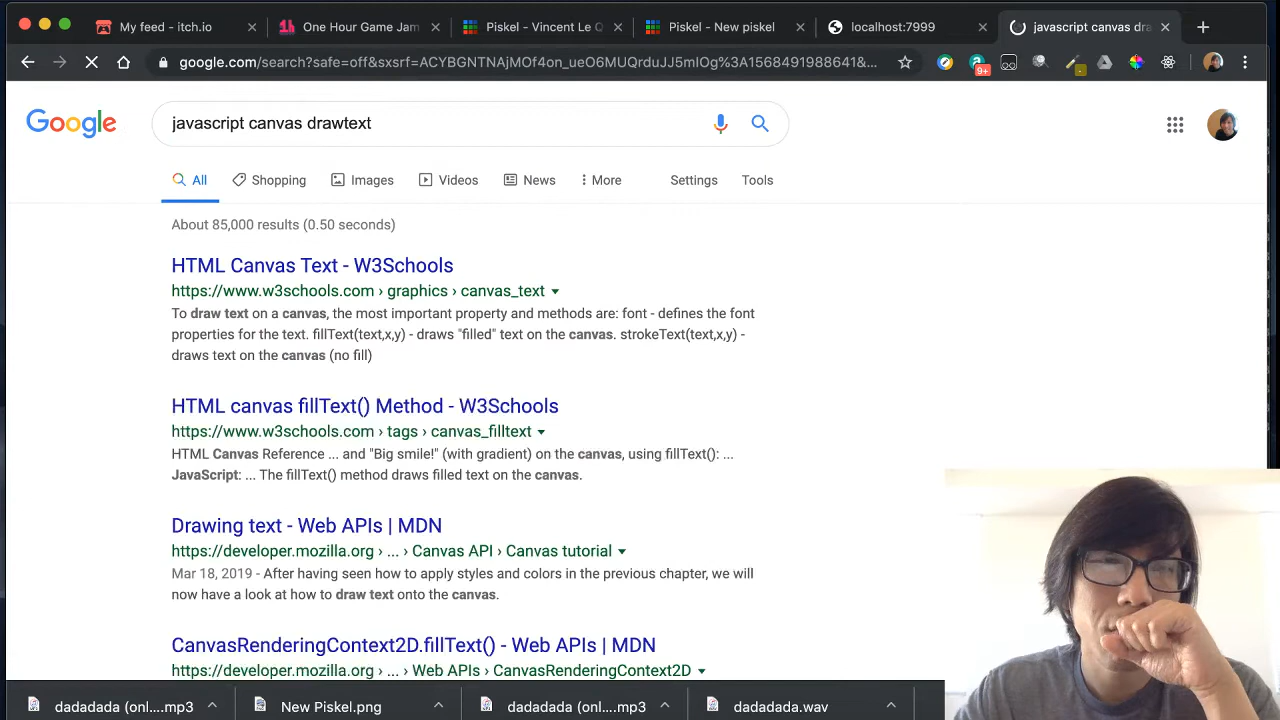 My feed - itch.io
One Hour Game Jam
Piskel - Vincent Le Q
Piskel - New piskel
localhost:7999
javascript canvas dra
google.com/search?safe=off&sxsrf=ACYBGNTNAjMOf4on_ueO6MUQrduJJ5mIOg%3A1568491988641&...
9+
Google
javascript canvas drawtext
All
Shopping
Images
Videos
News
More
Settings
Tools
About 85,000 results (0.50 seconds)
HTML Canvas Text - W3Schools
https://www.w3schools.com › graphics › canvas_text
To draw text on a canvas, the most important property and methods are: font - defines the font
properties for the text. fillText(text,x,y) - draws "filled" text on the canvas. strokeText(text,x,y) -
draws text on the canvas (no fill)
HTML canvas fillText() Method - W3Schools
https://www.w3schools.com › tags › canvas_filltext
HTML Canvas Reference ... and "Big smile!" (with gradient) on the canvas, using fillText(): ...
JavaScript: ... The fillText() method draws filled text on the canvas.
Drawing text - Web APIs | MDN
https://developer.mozilla.org › ... › Canvas API › Canvas tutorial
Mar 18, 2019 - After having seen how to apply styles and colors in the previous chapter, we will
now have a look at how to draw text onto the canvas.
CanvasRenderingContext2D.fillText() - Web APIs | MDN
https://developer.mozilla.org › ... › Web APIs › CanvasRenderingContext2D
dadadada (onl....mp3
New Piskel.png
dadadada (onl....mp3
dadadada.wav